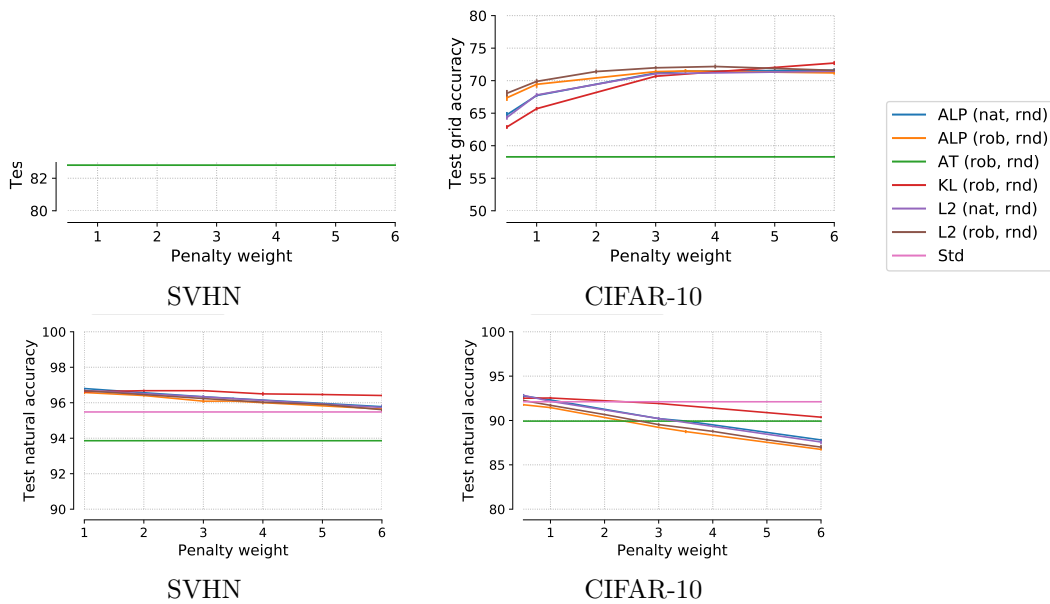 80
75
70
65
60
55
50
Test grid accuracy
1 2 3 4 5 6
Penalty weight
CIFAR-10
Tes
82
80
1 2 3 4 5 6
Penalty weight
SVHN
ALP (nat, rnd)
ALP (rob, rnd)
AT (rob, rnd)
KL (rob, rnd)
L2 (nat, rnd)
L2 (rob, rnd)
Std
100
98
96
94
92
90
Test natural accuracy
1 2 3 4 5 6
Penalty weight
SVHN
100
95
90
85
80
Test natural accuracy
1 2 3 4 5 6
Penalty weight
CIFAR-10